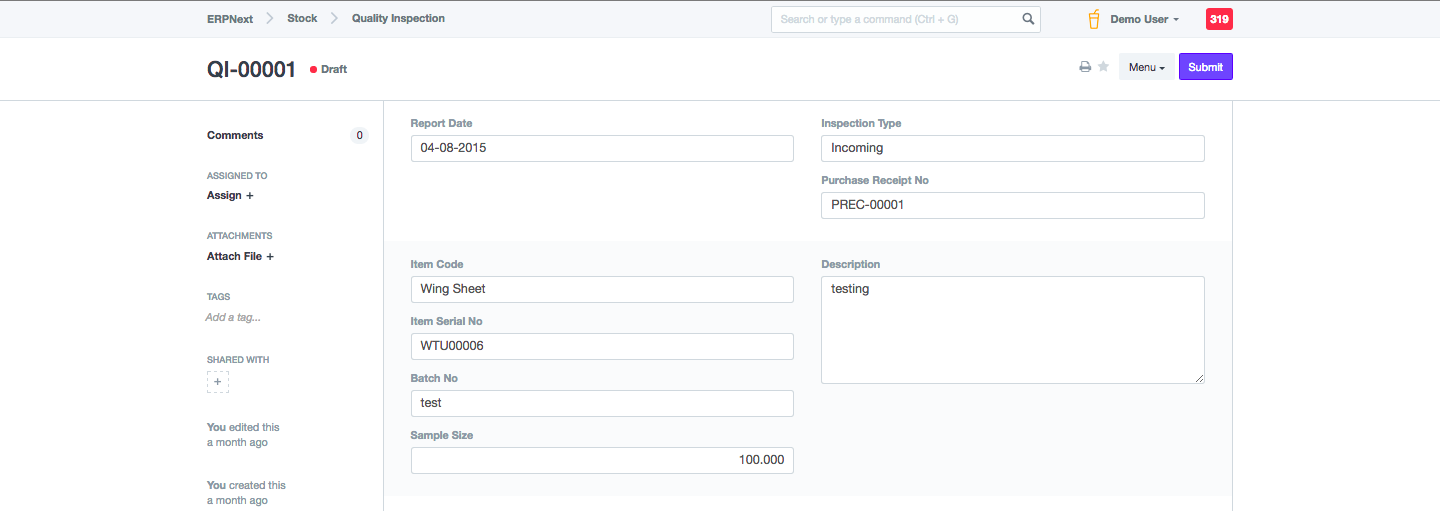 ERPNext Stock Quality Inspection Search or type a command (Ctrl + G) Demo User 319
QI-00001 Draft Menu Submit
Comments 0
ASSIGNED TO
Assign +
ATTACHMENTS
Attach File +
TAGS
Add a tag...
SHARED WITH
+
You edited this
a month ago
You created this
a month ago
Report Date
04-08-2015
Inspection Type
Incoming
Purchase Receipt No
PREC-00001
Item Code
Wing Sheet
Item Serial No
WTU00006
Batch No
test
Sample Size
100.000
Description
testing